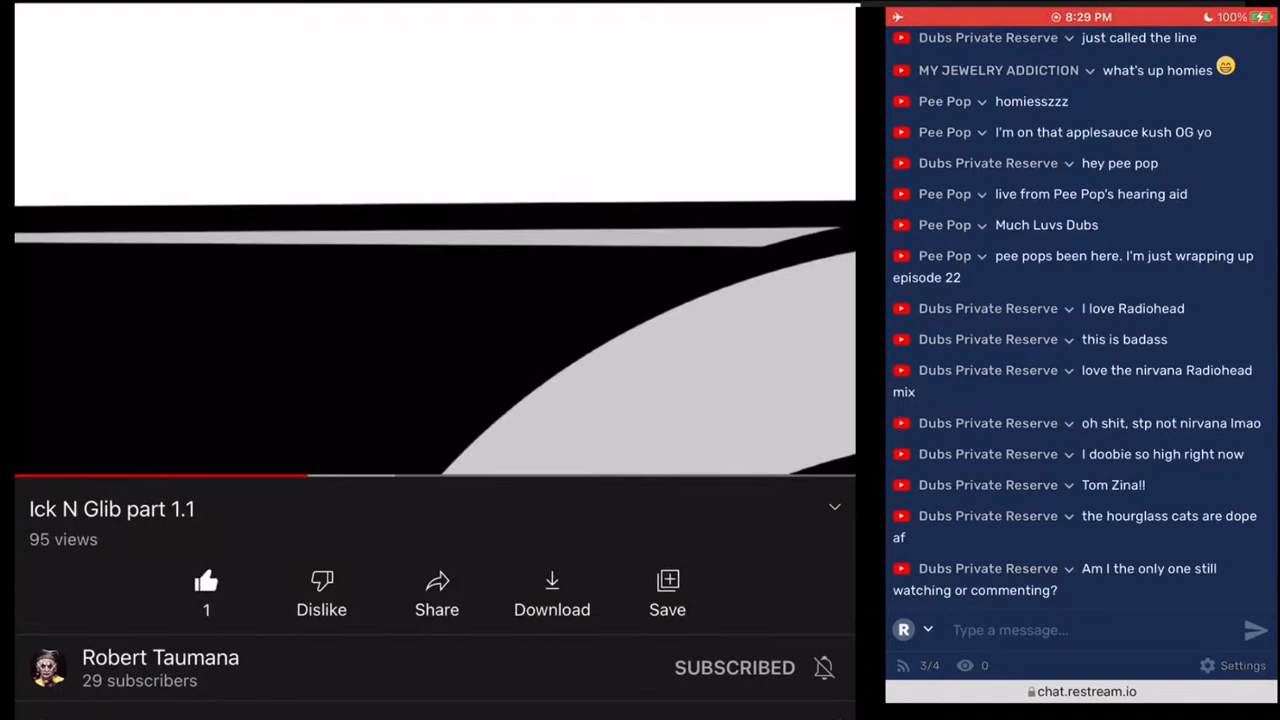 Ick N Glib part 1.1
95 views
1
Dislike
Share
Download
Save
Robert Taumana
29 subscribers
SUBSCRIBED
8:29 PM
100%
Dubs Private Reserve just called the line
MY JEWELRY ADDICTION what's up homies 😁
Pee Pop homiesszzz
Pee Pop I'm on that applesauce kush OG yo
Dubs Private Reserve hey pee pop
Pee Pop live from Pee Pop's hearing aid
Pee Pop Much Luvs Dubs
Pee Pop pee pops been here. I'm just wrapping up
episode 22
Dubs Private Reserve I love Radiohead
Dubs Private Reserve this is badass
Dubs Private Reserve love the nirvana Radiohead
mix
Dubs Private Reserve oh shit, stp not nirvana lmao
Dubs Private Reserve I doobie so high right now
Dubs Private Reserve Tom Zina!!
Dubs Private Reserve the hourglass cats are dope
af
Dubs Private Reserve Am I the only one still
watching or commenting?
R
Type a message...
3/4
0
Settings
chat.restream.io